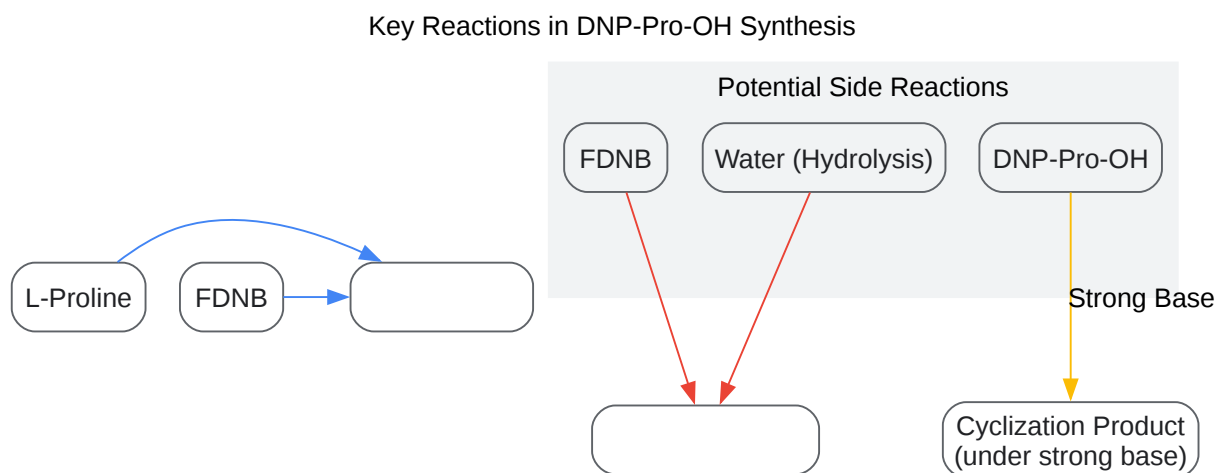 Key Reactions in DNP-Pro-OH Synthesis
Potential Side Reactions
FDNB
Water (Hydrolysis)
DNP-Pro-OH
L-Proline
FDNB
Strong Base
Cyclization Product
(under strong base)